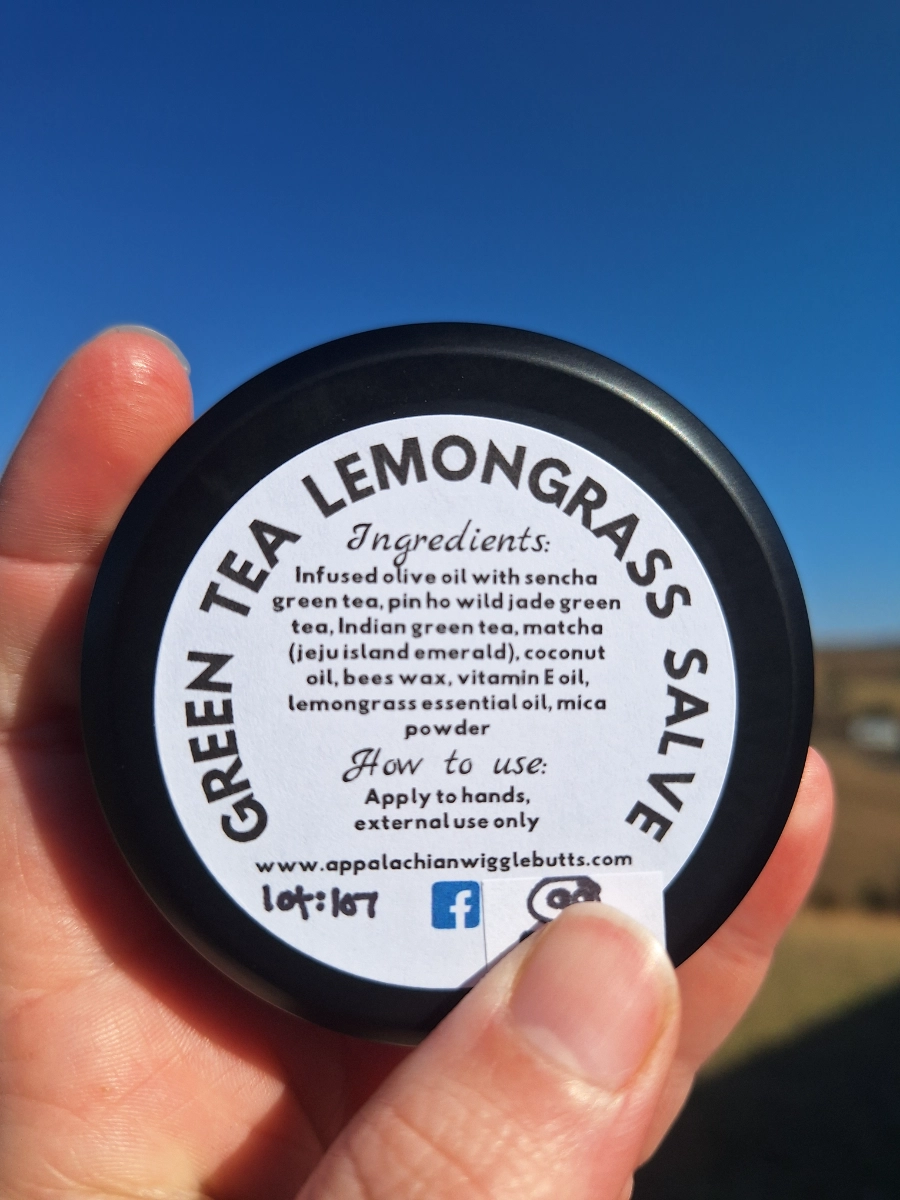 GREEN TEA LEMONGRASS SALVE
Ingredients:
Infused olive oil with sencha
green tea, pin ho wild jade green
tea, Indian green tea, matcha
(jeju island emerald), coconut
oil, bees wax, vitamin E oil,
lemongrass essential oil, mica
powder
How to use:
Apply to hands,
external use only
www.appalachianwigglebutts.com
lot:107